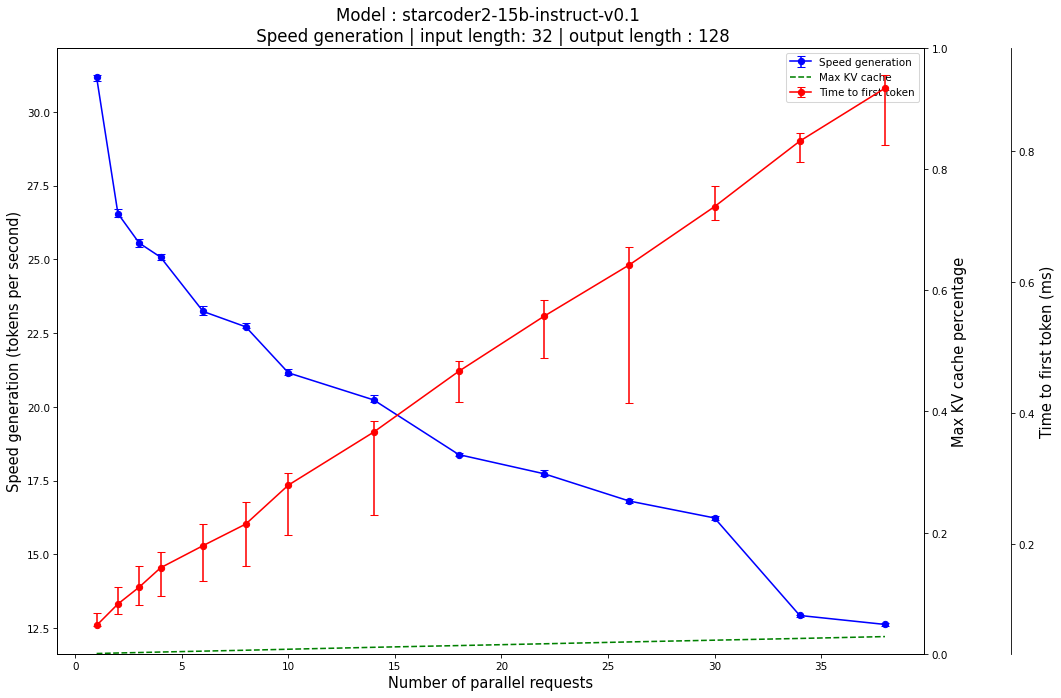 Model : starcoder2-15b-instruct-v0.1
Speed generation | input length: 32 | output length : 128
Speed generation
Max KV cache
Time to first token
Speed generation (tokens per second)
30.0
27.5
25.0
22.5
20.0
17.5
15.0
12.5
0
5
10
15
20
25
30
35
Number of parallel requests
1.0
0.8
0.6
0.4
0.2
0.0
Max KV cache percentage
0.8
0.6
0.4
0.2
Time to first token (ms)